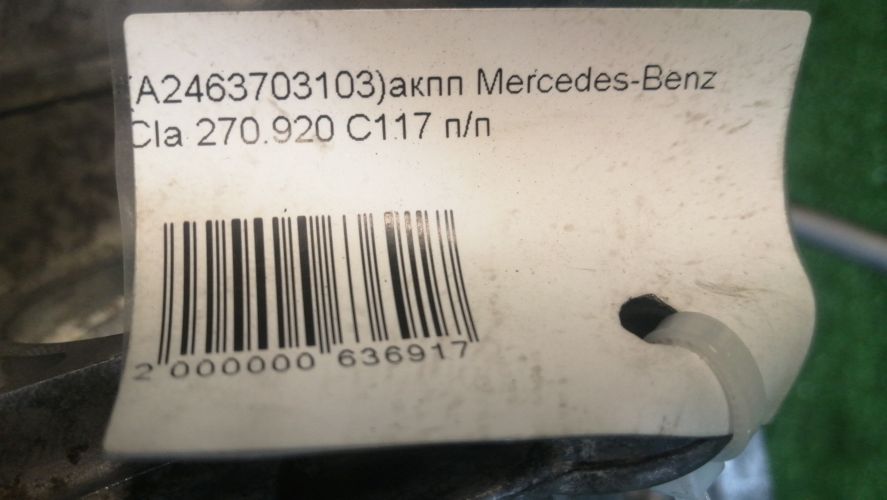 (A2463703103)акпп Mercedes-Benz
Cla 270.920 C117 п/п
2 000000 636917